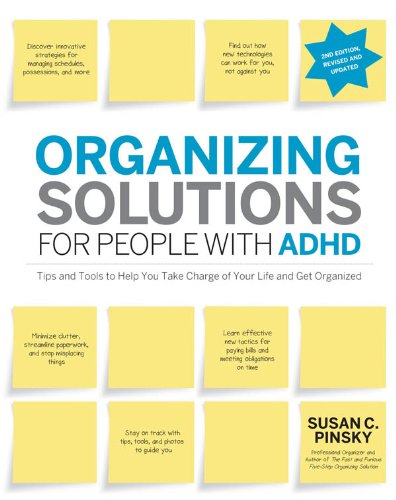 Discover innovative
strategies for
managing schedules,
possessions, and more
Find out how
new technologies
can work for you,
not against you
2ND EDITION,
REVISED AND
UPDATED
ORGANIZING
SOLUTIONS
FOR PEOPLE WITH ADHD
Tips and Tools to Help You Take Charge of Your Life and Get Organized
Minimize clutter,
streamline paperwork,
and stop misplacing
things
Learn effective
new tactics for
paying bills and
meeting obligations
on time
Stay on track with
tips, tools, and photos
to guide you
SUSAN C.
PINSKY
Professional Organizer and
Author of The Fast and Furious
Five-Step Organizing Solution